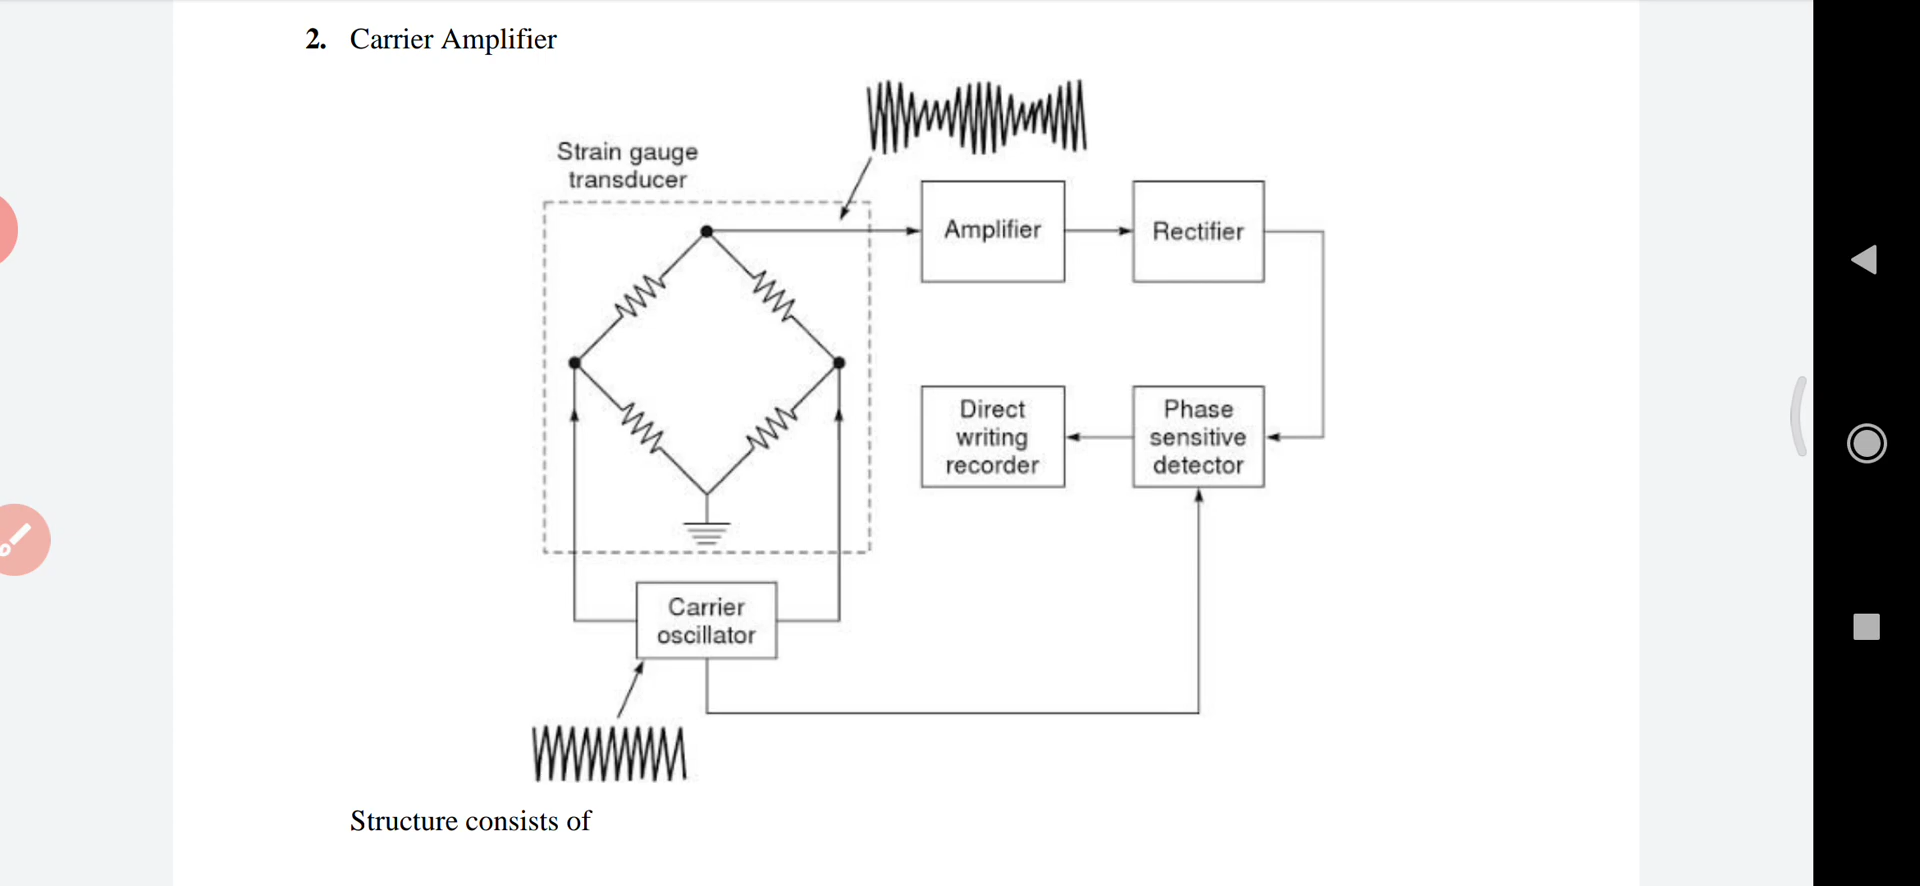 2. Carrier Amplifier
Strain gauge
transducer
Amplifier
Rectifier
Direct
writing
recorder
Phase
sensitive
detector
Carrier
oscillator
Structure consists of